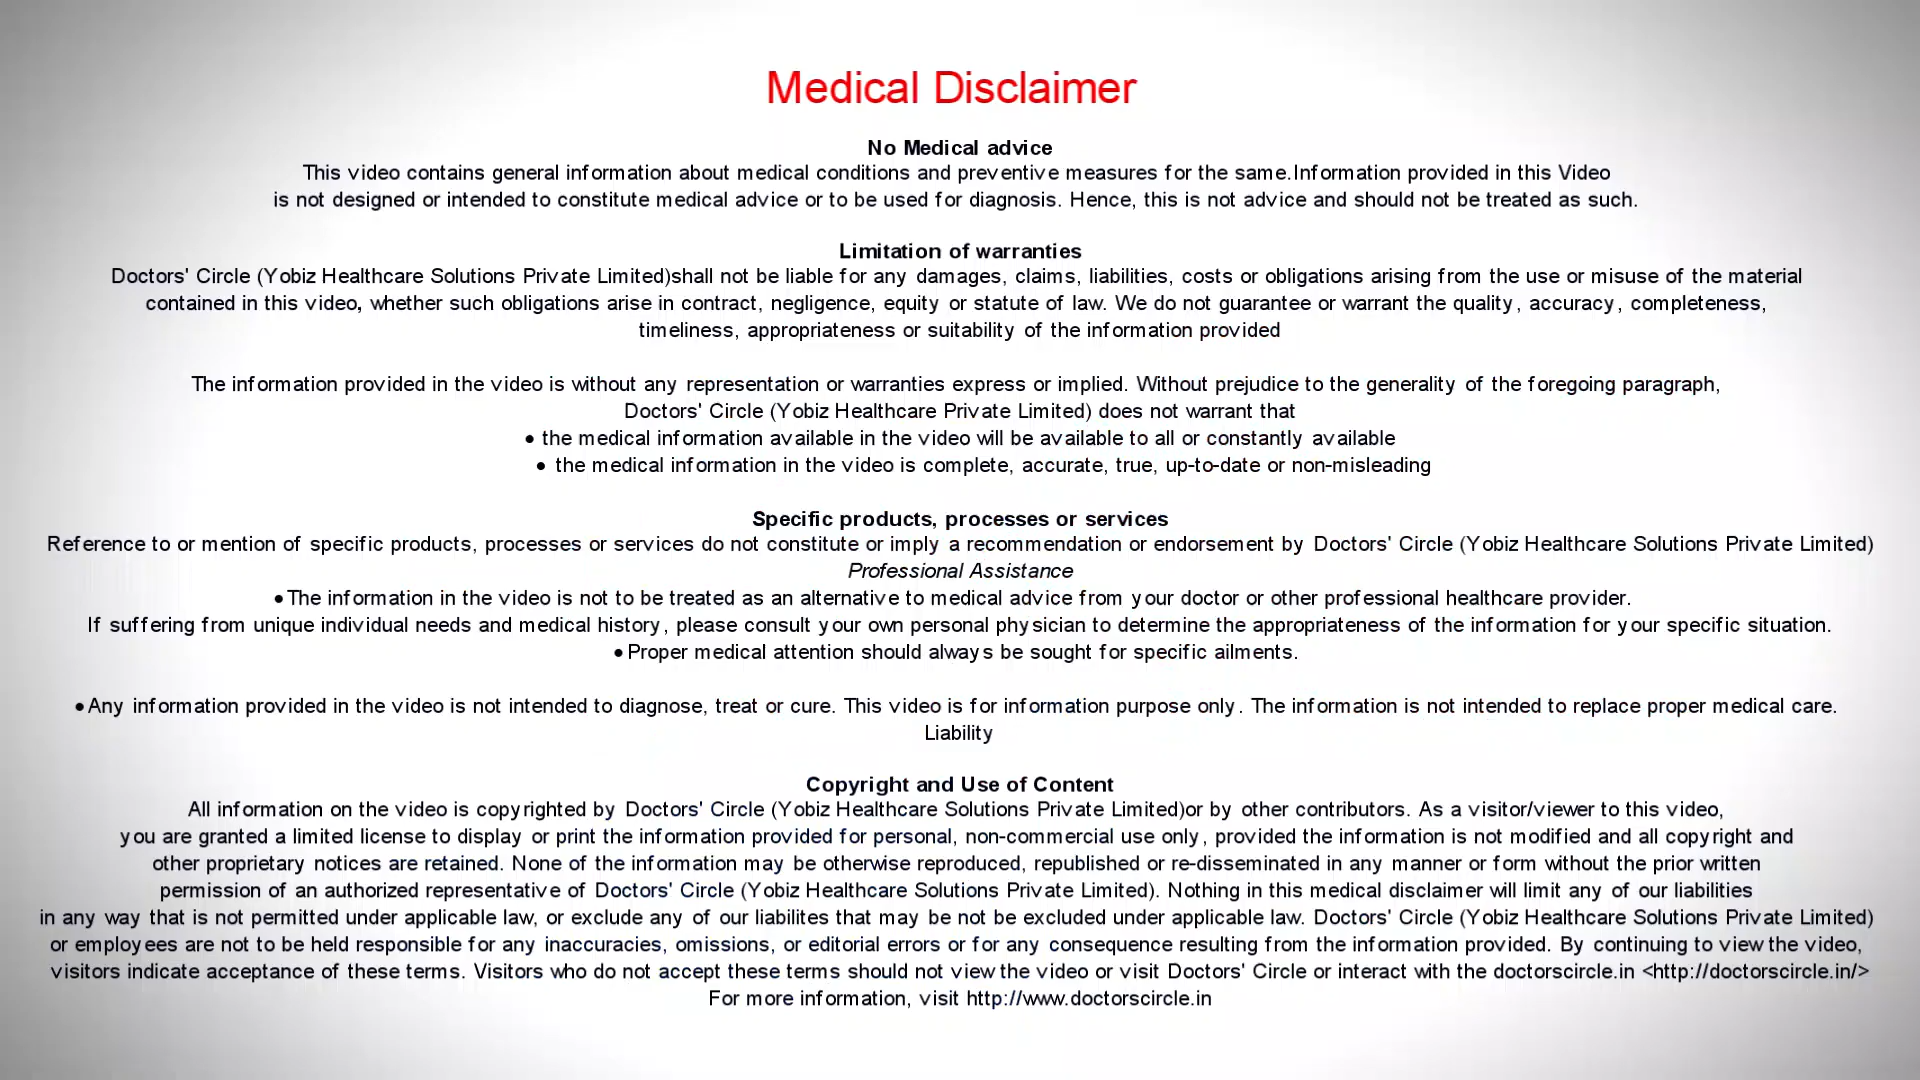 Medical Disclaimer
No Medical advice
This video contains general information about medical conditions and preventive measures for the same.Information provided in this Video
is not designed or intended to constitute medical advice or to be used for diagnosis. Hence, this is not advice and should not be treated as such.
Limitation of warranties
Doctors' Circle (Yobiz Healthcare Solutions Private Limited)shall not be liable for any damages, claims, liabilities, costs or obligations arising from the use or misuse of the material
contained in this video, whether such obligations arise in contract, negligence, equity or statute of law. We do not guarantee or warrant the quality, accuracy, completeness,
timeliness, appropriateness or suitability of the information provided
The information provided in the video is without any representation or warranties express or implied. Without prejudice to the generality of the foregoing paragraph,
Doctors' Circle (Yobiz Healthcare Private Limited) does not warrant that
• the medical information available in the video will be available to all or constantly available
• the medical information in the video is complete, accurate, true, up-to-date or non-misleading
Specific products, processes or services
Reference to or mention of specific products, processes or services do not constitute or imply a recommendation or endorsement by Doctors' Circle (Yobiz Healthcare Solutions Private Limited)
Professional Assistance
•The information in the video is not to be treated as an alternative to medical advice from your doctor or other professional healthcare provider.
If suffering from unique individual needs and medical history, please consult your own personal physician to determine the appropriateness of the information for your specific situation.
•Proper medical attention should always be sought for specific ailments.
•Any information provided in the video is not intended to diagnose, treat or cure. This video is for information purpose only. The information is not intended to replace proper medical care.
Liability
Copyright and Use of Content
All information on the video is copyrighted by Doctors' Circle (Yobiz Healthcare Solutions Private Limited)or by other contributors. As a visitor/viewer to this video,
you are granted a limited license to display or print the information provided for personal, non-commercial use only, provided the information is not modified and all copyright and
other proprietary notices are retained. None of the information may be otherwise reproduced, republished or re-disseminated in any manner or form without the prior written
permission of an authorized representative of Doctors' Circle (Yobiz Healthcare Solutions Private Limited). Nothing in this medical disclaimer will limit any of our liabilities
in any way that is not permitted under applicable law, or exclude any of our liabilites that may be not be excluded under applicable law. Doctors' Circle (Yobiz Healthcare Solutions Private Limited)
or employees are not to be held responsible for any inaccuracies, omissions, or editorial errors or for any consequence resulting from the information provided. By continuing to view the video,
visitors indicate acceptance of these terms. Visitors who do not accept these terms should not view the video or visit Doctors' Circle or interact with the doctorscircle.in <http://doctorscircle.in/>
For more information, visit http://www.doctorscircle.in